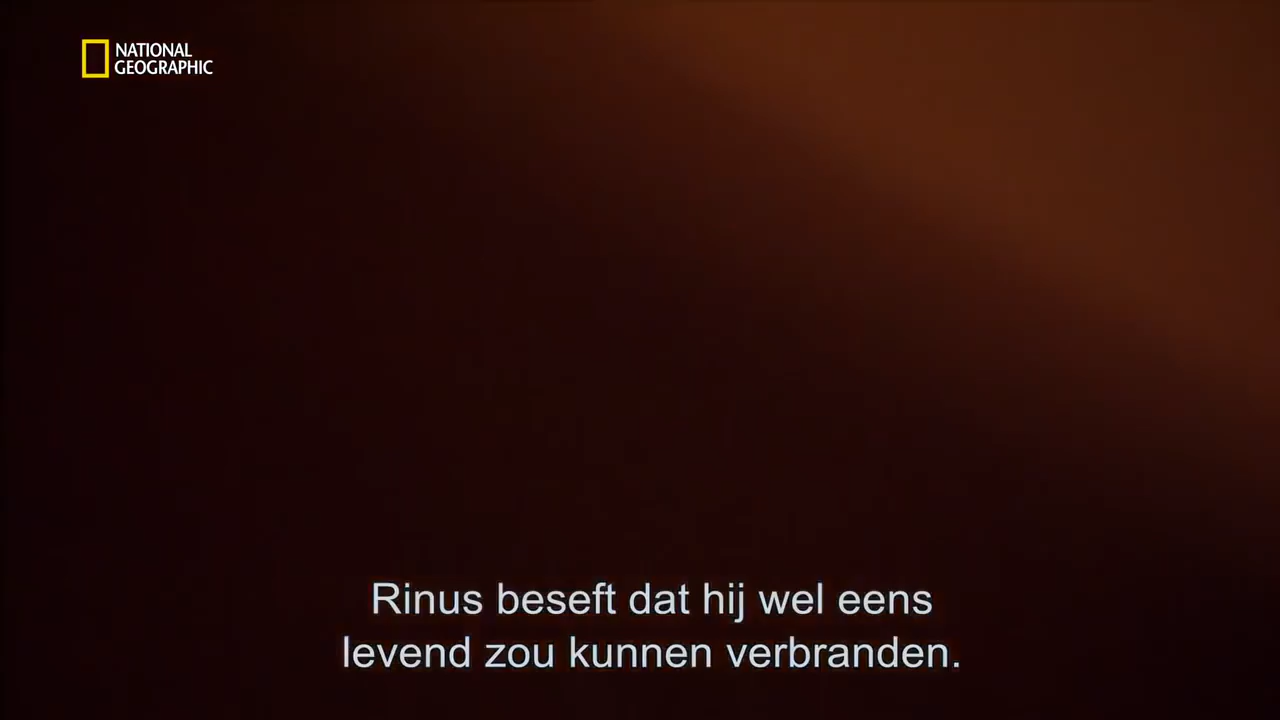 NATIONAL
GEOGRAPHIC
Rinus beseft dat hij wel eens
levend zou kunnen verbranden.